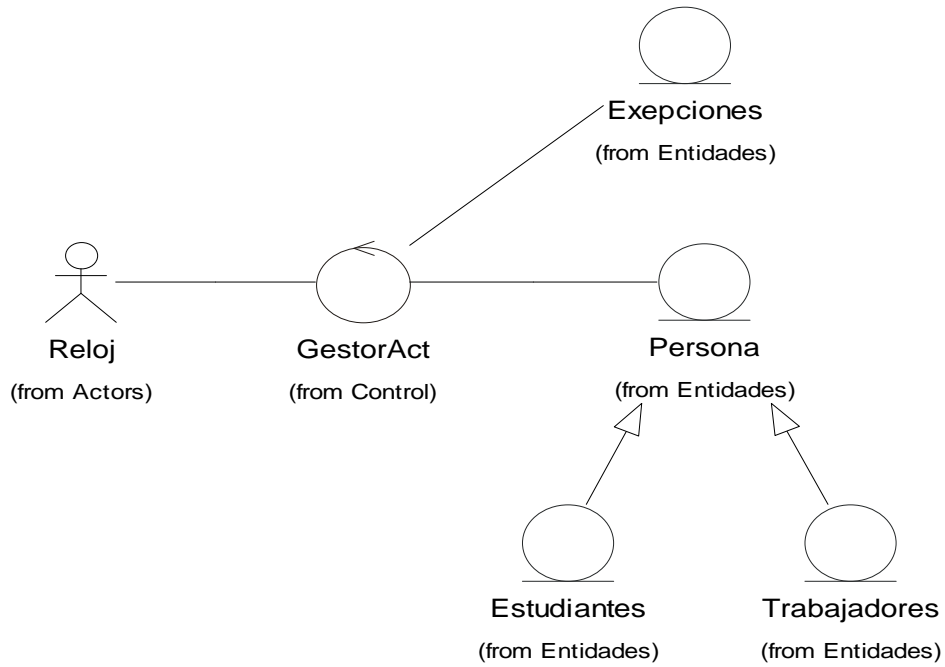 Exepciones
(from Entidades)
Reloj
(from Actors)
GestorAct
(from Control)
Persona
(from Entidades)
Estudiantes
(from Entidades)
Trabajadores
(from Entidades)